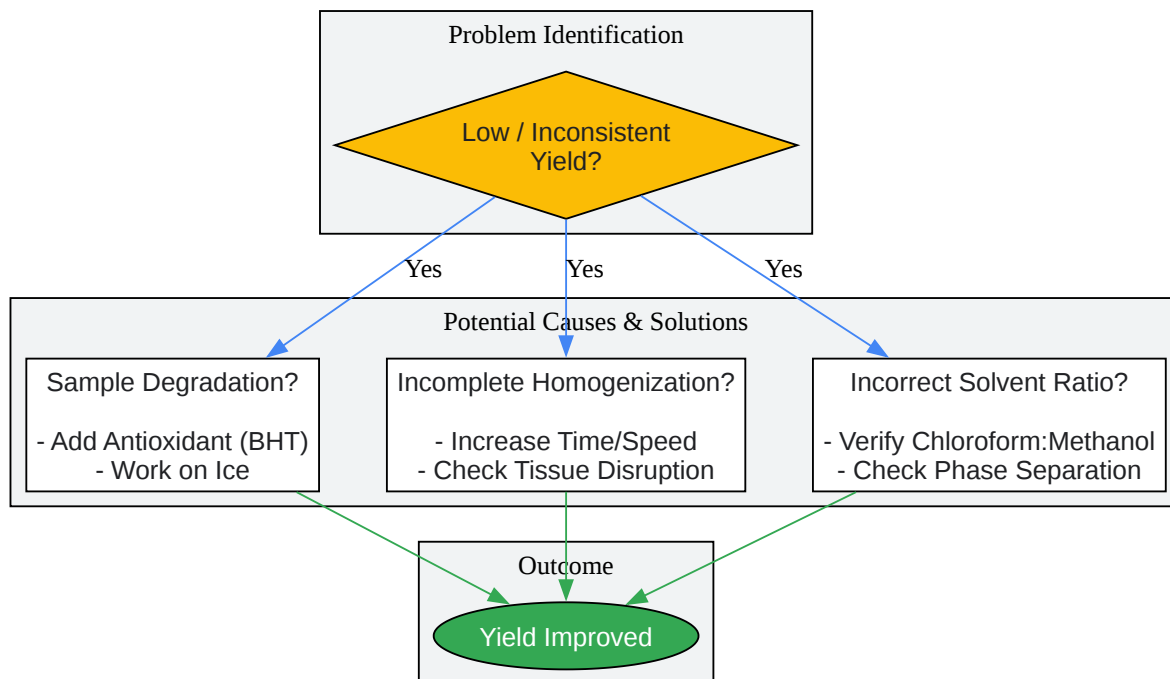 Problem Identification
Low / Inconsistent
Yield?
Yes
Yes
Yes
Potential Causes & Solutions
Sample Degradation?
- Add Antioxidant (BHT)
- Work on Ice
Incomplete Homogenization?
- Increase Time/Speed
- Check Tissue Disruption
Incorrect Solvent Ratio?
- Verify Chloroform:Methanol
- Check Phase Separation
Outcome
Yield Improved